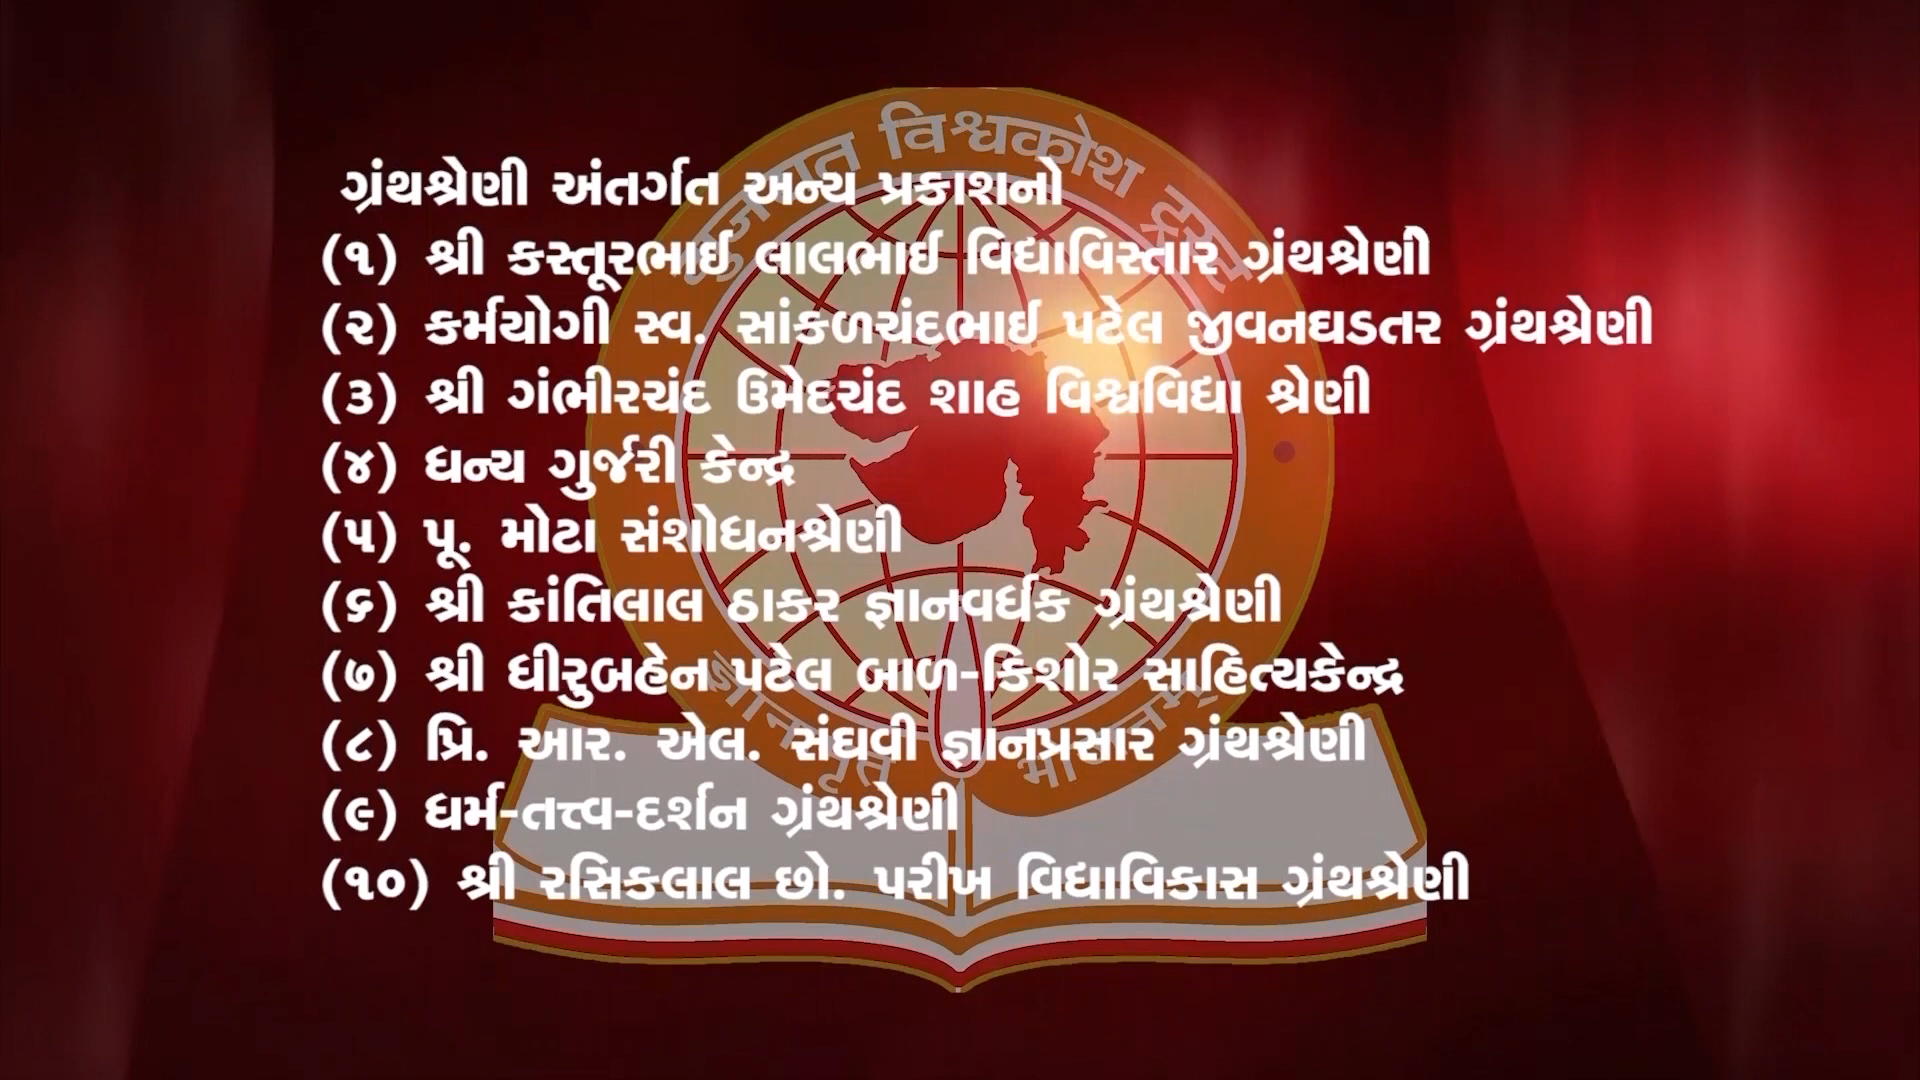 ગ્રંથશ્રેણી અંતર્ગત અન્ય પ્રકાશનો
(૧) શ્રી કસ્તૂરભાઈ લાલભાઈ વિદ્યાવિસ્તાર ગ્રંથશ્રેણી
(૨) કર્મયોગી સ્વ. સાંકળચંદભાઈ પટેલ જીવનઘડતર ગ્રંથશ્રેણી
(૩) શ્રી ગંભીરચંદ ઉમેદચંદ શાહ વિશ્વવિદ્યા શ્રેણી
(૪) ધન્ય ગુર્જરી કેન્દ્ર
(૫) પૂ. મોટા સંશોધનશ્રેણી
(૬) શ્રી કાંતિલાલ ઠાકર જ્ઞાનવર્ધક ગ્રંથશ્રેણી
(૭) શ્રી ધીરુબહેન પટેલ બાળ-કિશોર સાહિત્યકેન્દ્ર
(૮) પ્રિ. આર. એલ. સંઘવી જ્ઞાનપ્રસાર ગ્રંથશ્રેણી
(૯) ધર્મ-તત્ત્વ-દર્શન ગ્રંથશ્રેણી
(૧૦) શ્રી રસિકલાલ છો. પરીખ વિદ્યાવિકાસ ગ્રંથશ્રેણી
વિશ્વકોશ